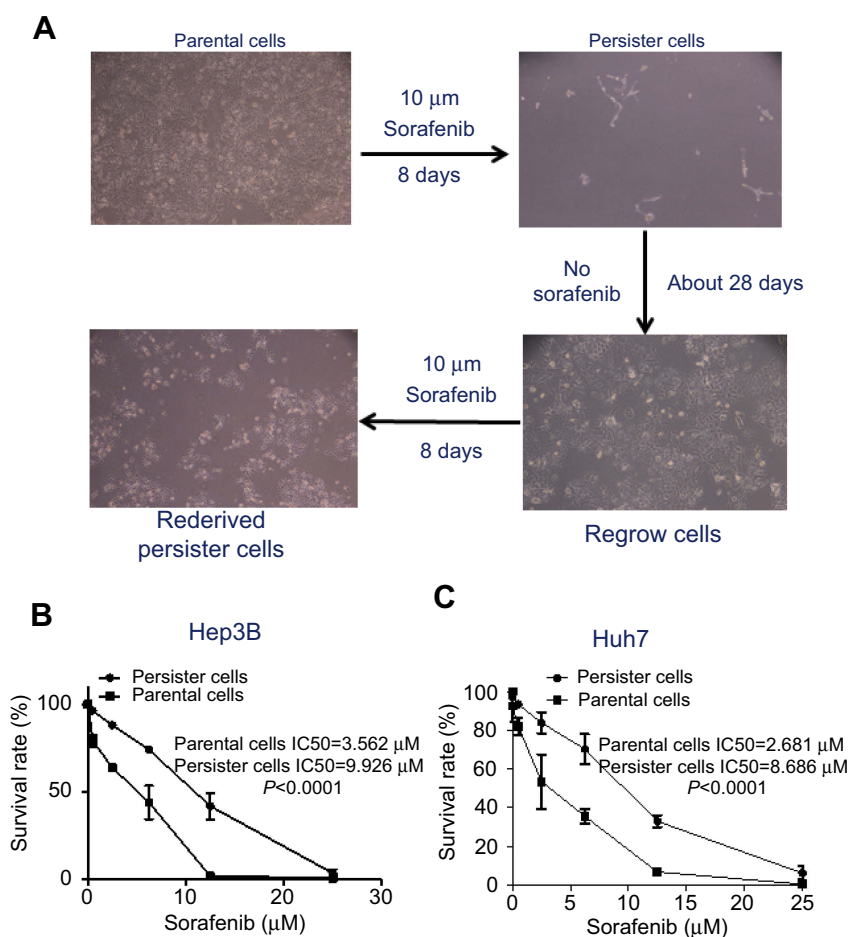 A
Parental cells
Persister cells
10 μm
Sorafenib
8 days
No
sorafenib
About 28 days
10 μm
Sorafenib
8 days
Rederived
persister cells
Regrow cells
B
Hep3B
Persister cells
Parental cells
Parental cells IC50=3.562 μM
Persister cells IC50=9.926 μM
P<0.0001
Survival rate (%)
100
50
0
0 10 20 30
Sorafenib (μM)
C
Huh7
Persister cells
Parental cells
Parental cells IC50=2.681 μM
Persister cells IC50=8.686 μM
P<0.0001
Survival rate (%)
100
80
60
40
20
0
0 5 10 15 20 25
Sorafenib (μM)